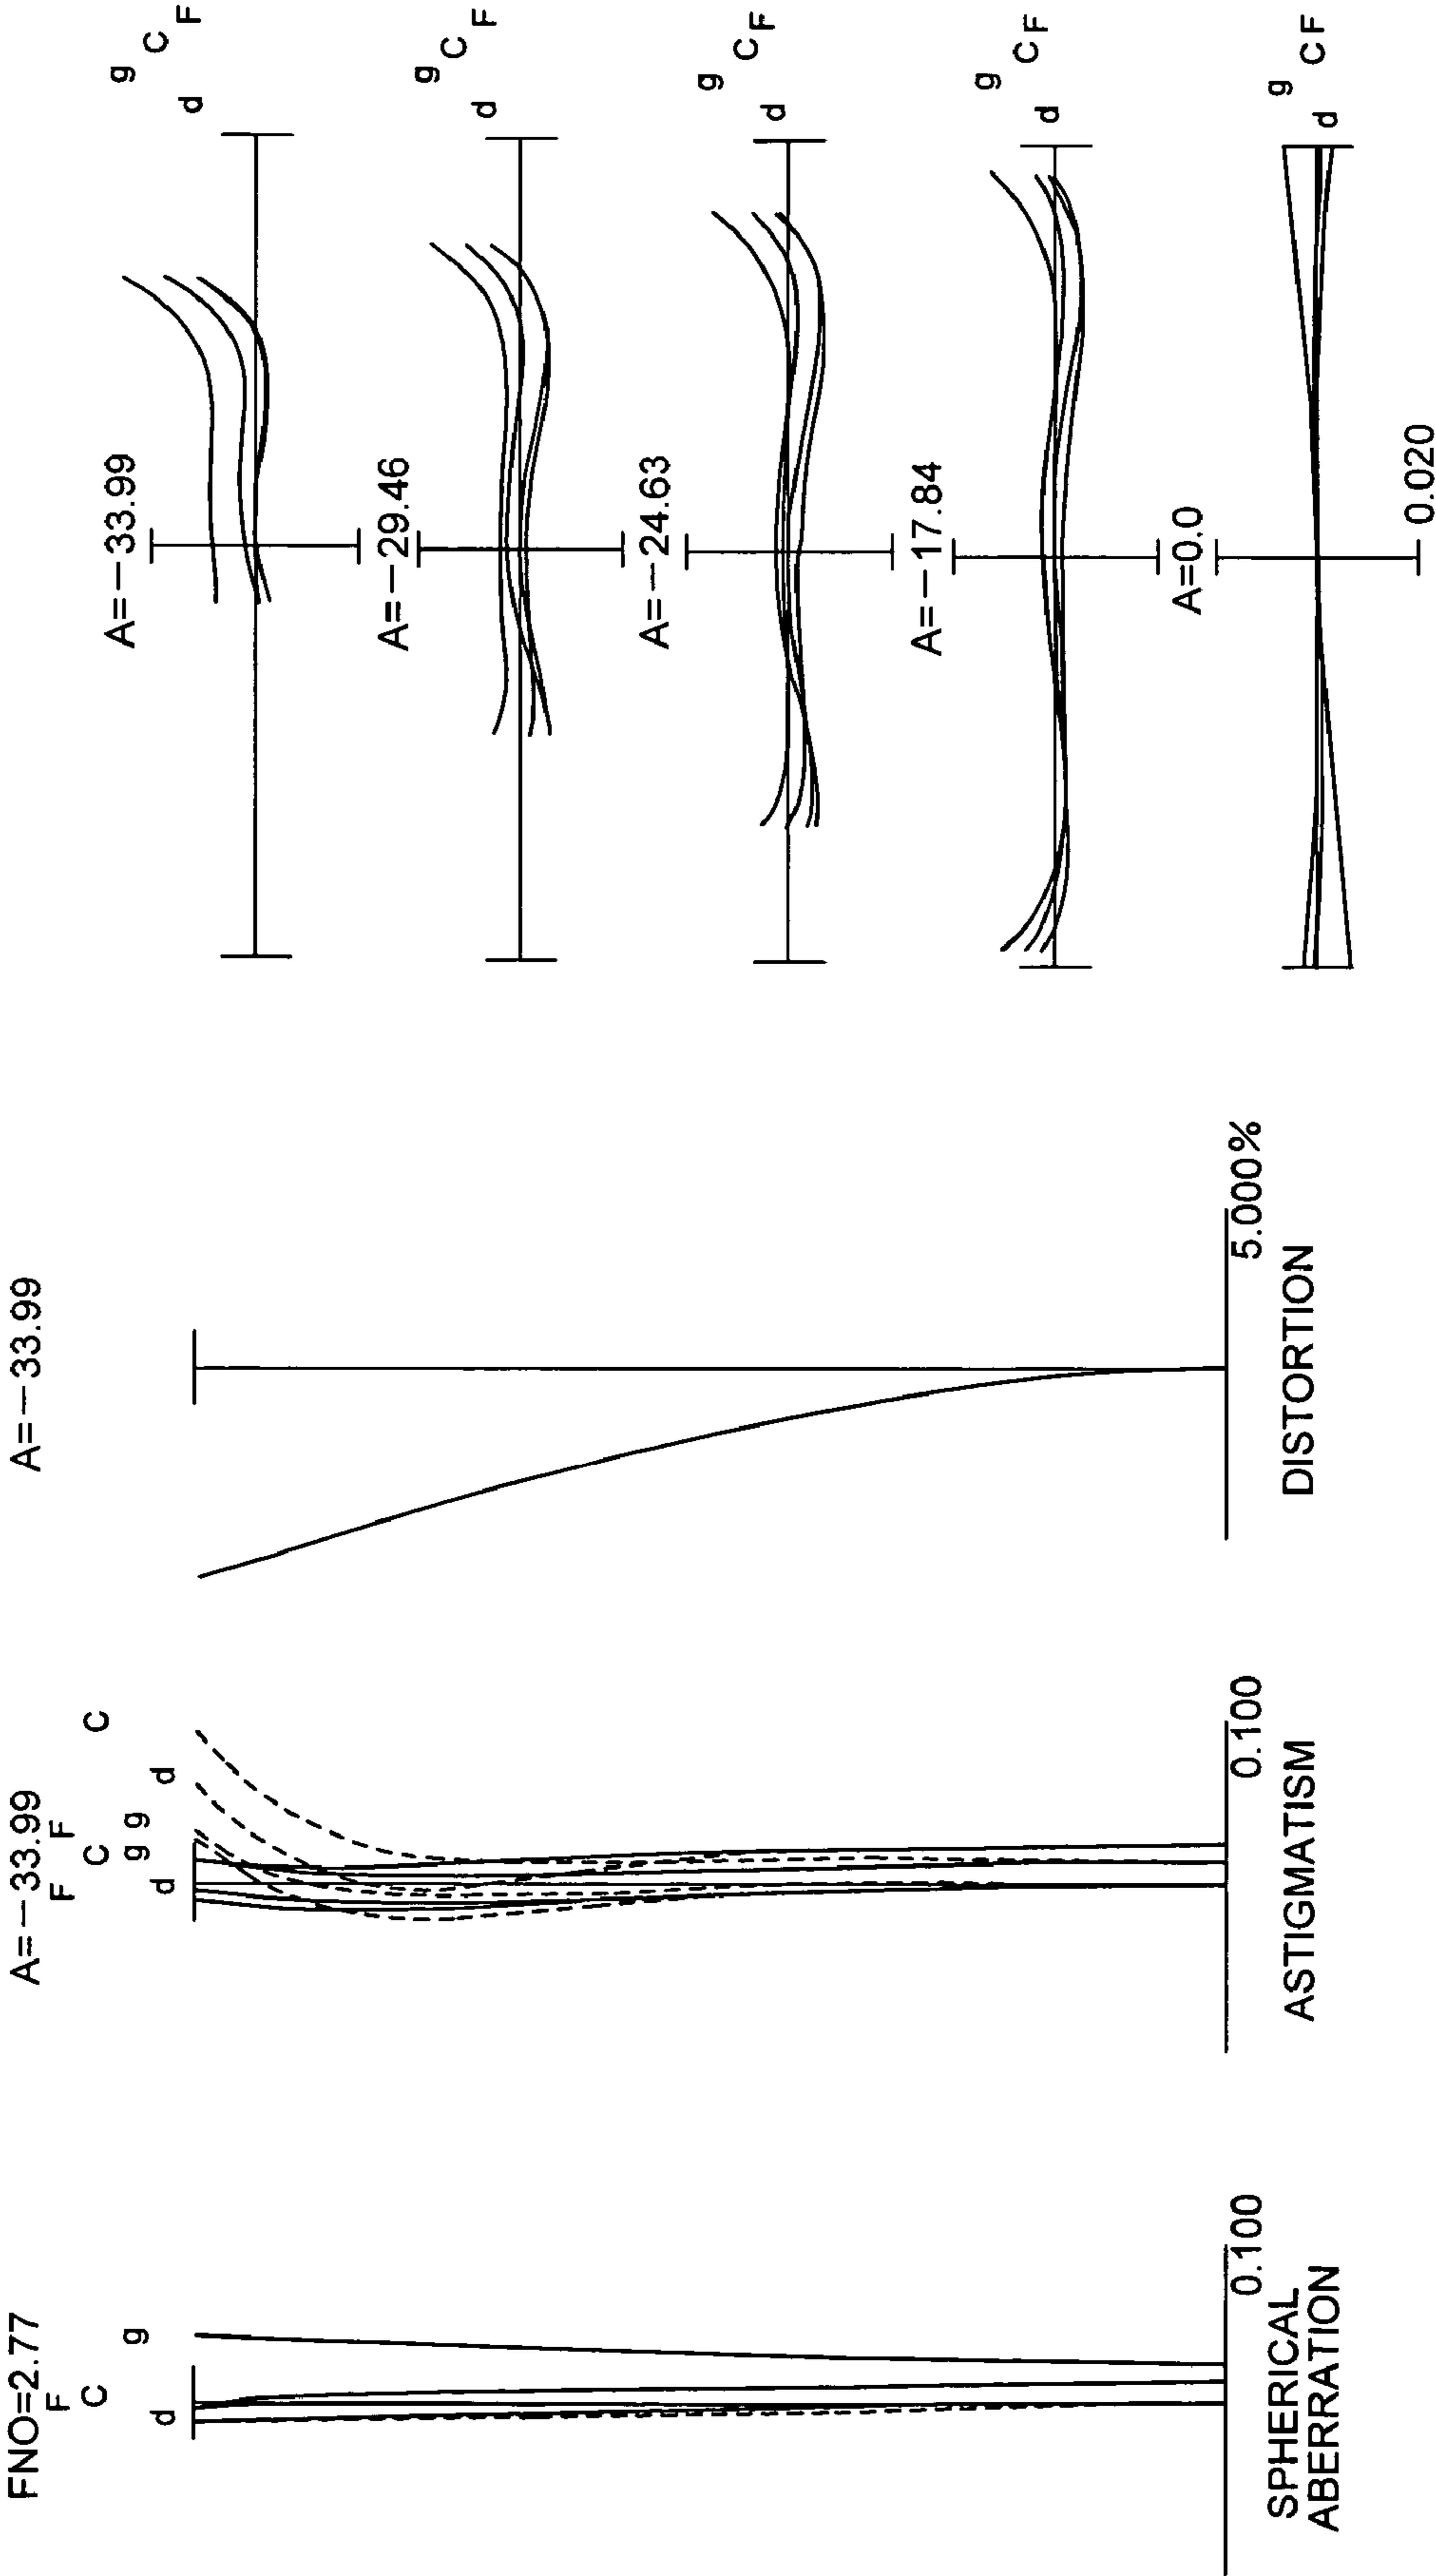 FNO=2.77
F
C
g
d
0.100
SPHERICAL
ABERRATION
A=−33.99
F F
C C
g g
d d
0.100
ASTIGMATISM
A=−33.99
5.000%
DISTORTION
A=−33.99
g
C
d F
A=−29.46
g
C
d F
A=−24.63
g
C
F
d
A=−17.84
g
C
F
d
A=0.0
g
C F
d
0.020